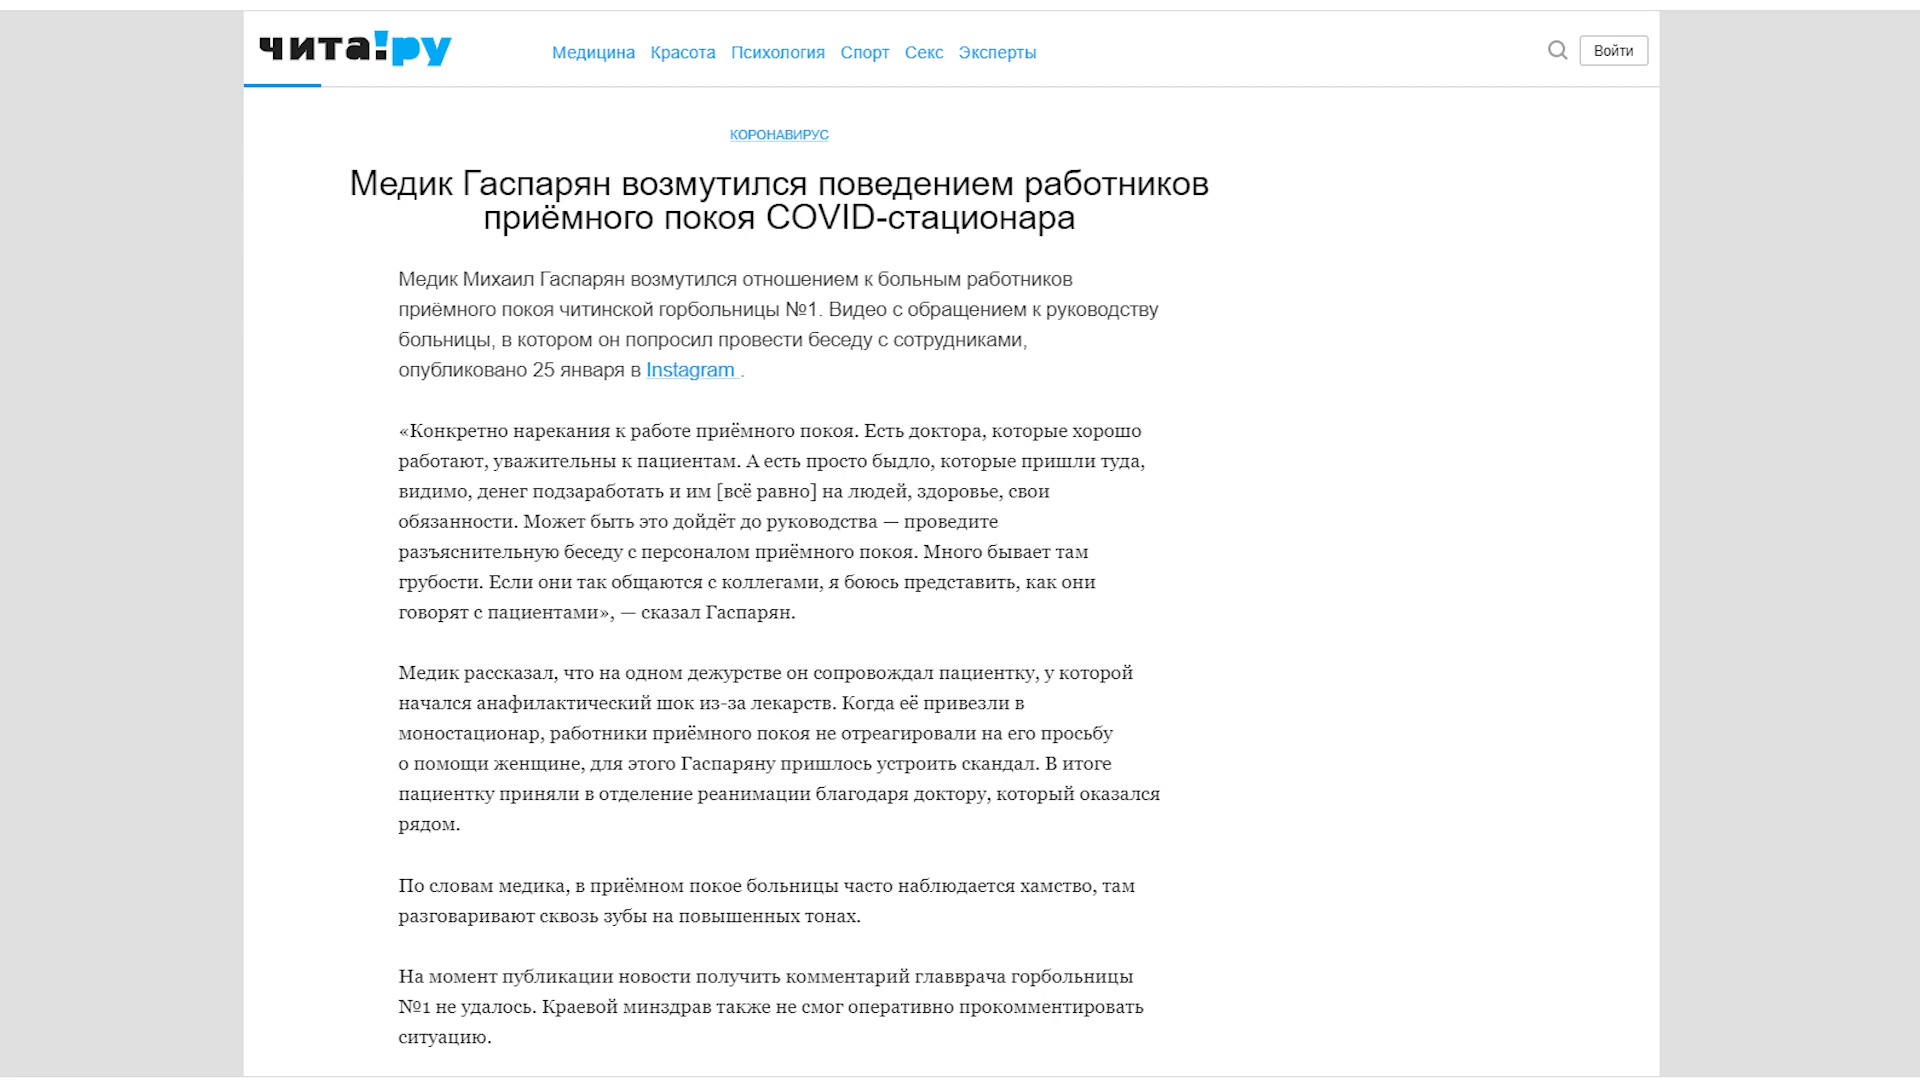 чита!ру
Медицина Красота Психология Спорт Секс Эксперты
Войти
КОРОНАВИРУС
Медик Гаспарян возмутился поведением работников
приёмного покоя COVID-стационара
Медик Михаил Гаспарян возмутился отношением к больным работников
приёмного покоя читинской горбольницы №1. Видео с обращением к руководству
больницы, в котором он попросил провести беседу с сотрудниками,
опубликовано 25 января в Instagram .
«Конкретно нарекания к работе приёмного покоя. Есть доктора, которые хорошо
работают, уважительны к пациентам. А есть просто быдло, которые пришли туда,
видимо, денег подзаработать и им [всё равно] на людей, здоровье, свои
обязанности. Может быть это дойдёт до руководства — проведите
разъяснительную беседу с персоналом приёмного покоя. Много бывает там
грубости. Если они так общаются с коллегами, я боюсь представить, как они
говорят с пациентами», — сказал Гаспарян.
Медик рассказал, что на одном дежурстве он сопровождал пациентку, у которой
начался анафилактический шок из-за лекарств. Когда её привезли в
моностационар, работники приёмного покоя не отреагировали на его просьбу
о помощи женщине, для этого Гаспаряну пришлось устроить скандал. В итоге
пациентку приняли в отделение реанимации благодаря доктору, который оказался
рядом.
По словам медика, в приёмном покое больницы часто наблюдается хамство, там
разговаривают сквозь зубы на повышенных тонах.
На момент публикации новости получить комментарий главврача горбольницы
№1 не удалось. Краевой минздрав также не смог оперативно прокомментировать
ситуацию.